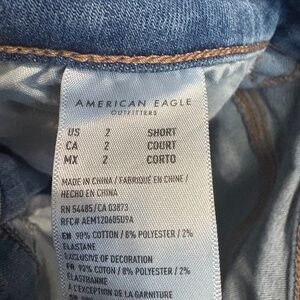 AMERICAN EAGLE
OUTFITTERS
US 2 SHORT
CA 2 COURT
MX 2 CORTO
MADE IN CHINA / FABRIQUÉ EN CHINE /
HECHO EN CHINA
RN 54485/CA 03873
RFC# AEM120605U9A
EN 90% COTTON / 8% POLYESTER / 2%
ELASTANE
EXCLUSIVE OF DECORATION
FR 90% COTON / 8% POLYESTER / 2%
ÉLASTHANNE
À L'EXCEPTION DE LA GARNITURE